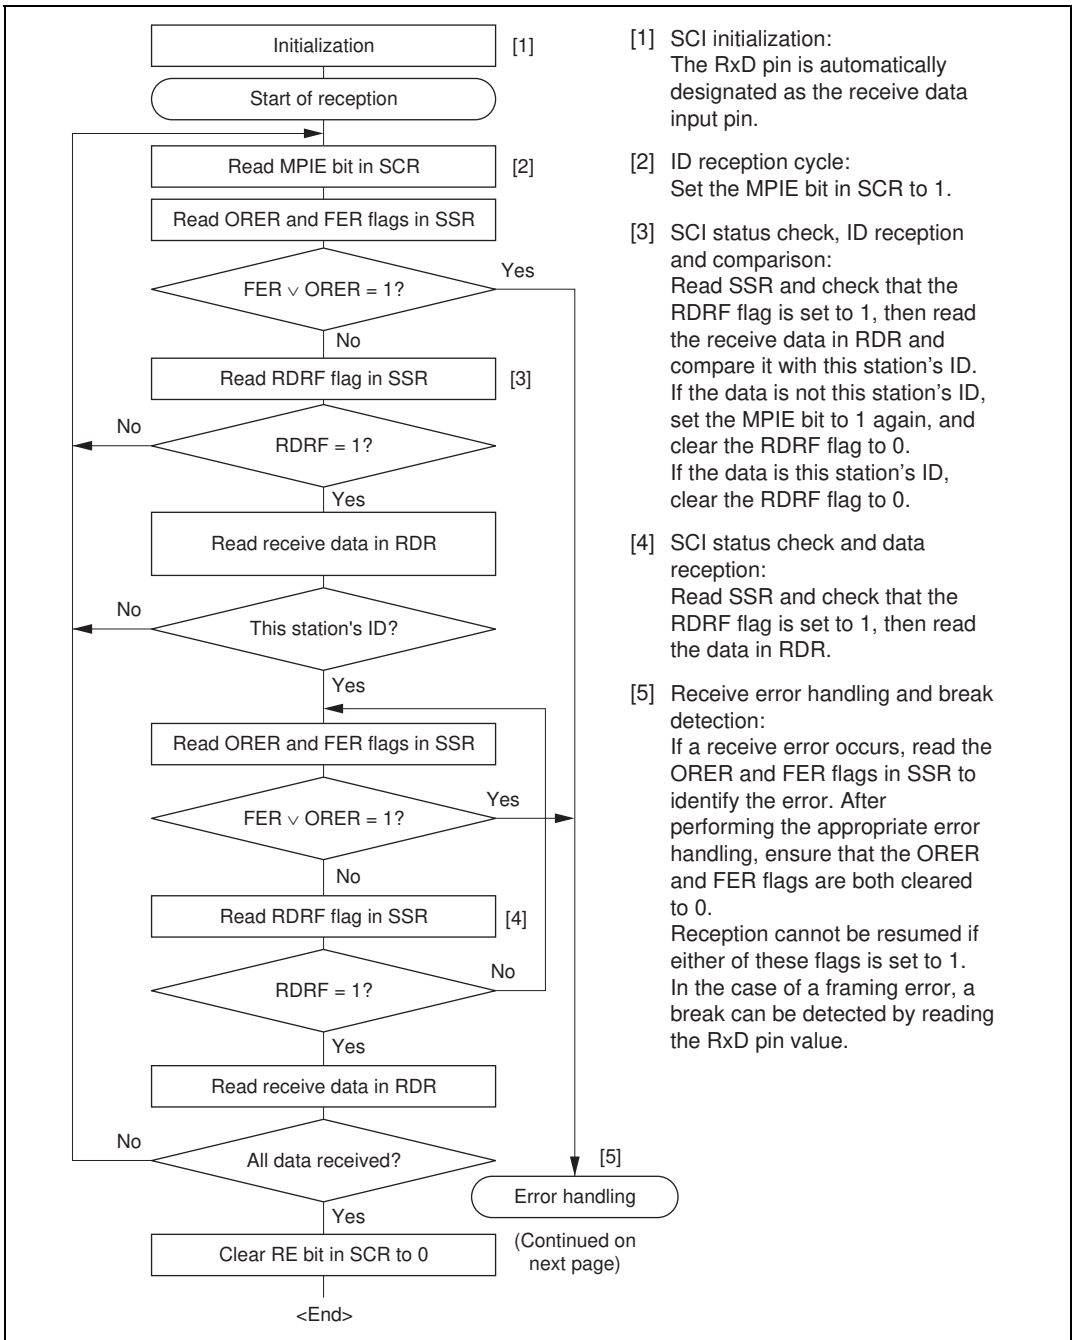 Initialization
[1]
Start of reception
Read MPIE bit in SCR
[2]
Read ORER and FER flags in SSR
FER ∨ ORER = 1?
Yes
No
Read RDRF flag in SSR
[3]
No
RDRF = 1?
Yes
Read receive data in RDR
No
This station's ID?
Yes
Read ORER and FER flags in SSR
FER ∨ ORER = 1?
Yes
No
Read RDRF flag in SSR
[4]
No
RDRF = 1?
Yes
Read receive data in RDR
No
All data received?
[5]
Error handling
Yes
(Continued on
next page)
Clear RE bit in SCR to 0
<End>
[1] SCI initialization:
The RxD pin is automatically
designated as the receive data
input pin.
[2] ID reception cycle:
Set the MPIE bit in SCR to 1.
[3] SCI status check, ID reception
and comparison:
Read SSR and check that the
RDRF flag is set to 1, then read
the receive data in RDR and
compare it with this station's ID.
If the data is not this station's ID,
set the MPIE bit to 1 again, and
clear the RDRF flag to 0.
If the data is this station's ID,
clear the RDRF flag to 0.
[4] SCI status check and data
reception:
Read SSR and check that the
RDRF flag is set to 1, then read
the data in RDR.
[5] Receive error handling and break
detection:
If a receive error occurs, read the
ORER and FER flags in SSR to
identify the error. After
performing the appropriate error
handling, ensure that the ORER
and FER flags are both cleared
to 0.
Reception cannot be resumed if
either of these flags is set to 1.
In the case of a framing error, a
break can be detected by reading
the RxD pin value.